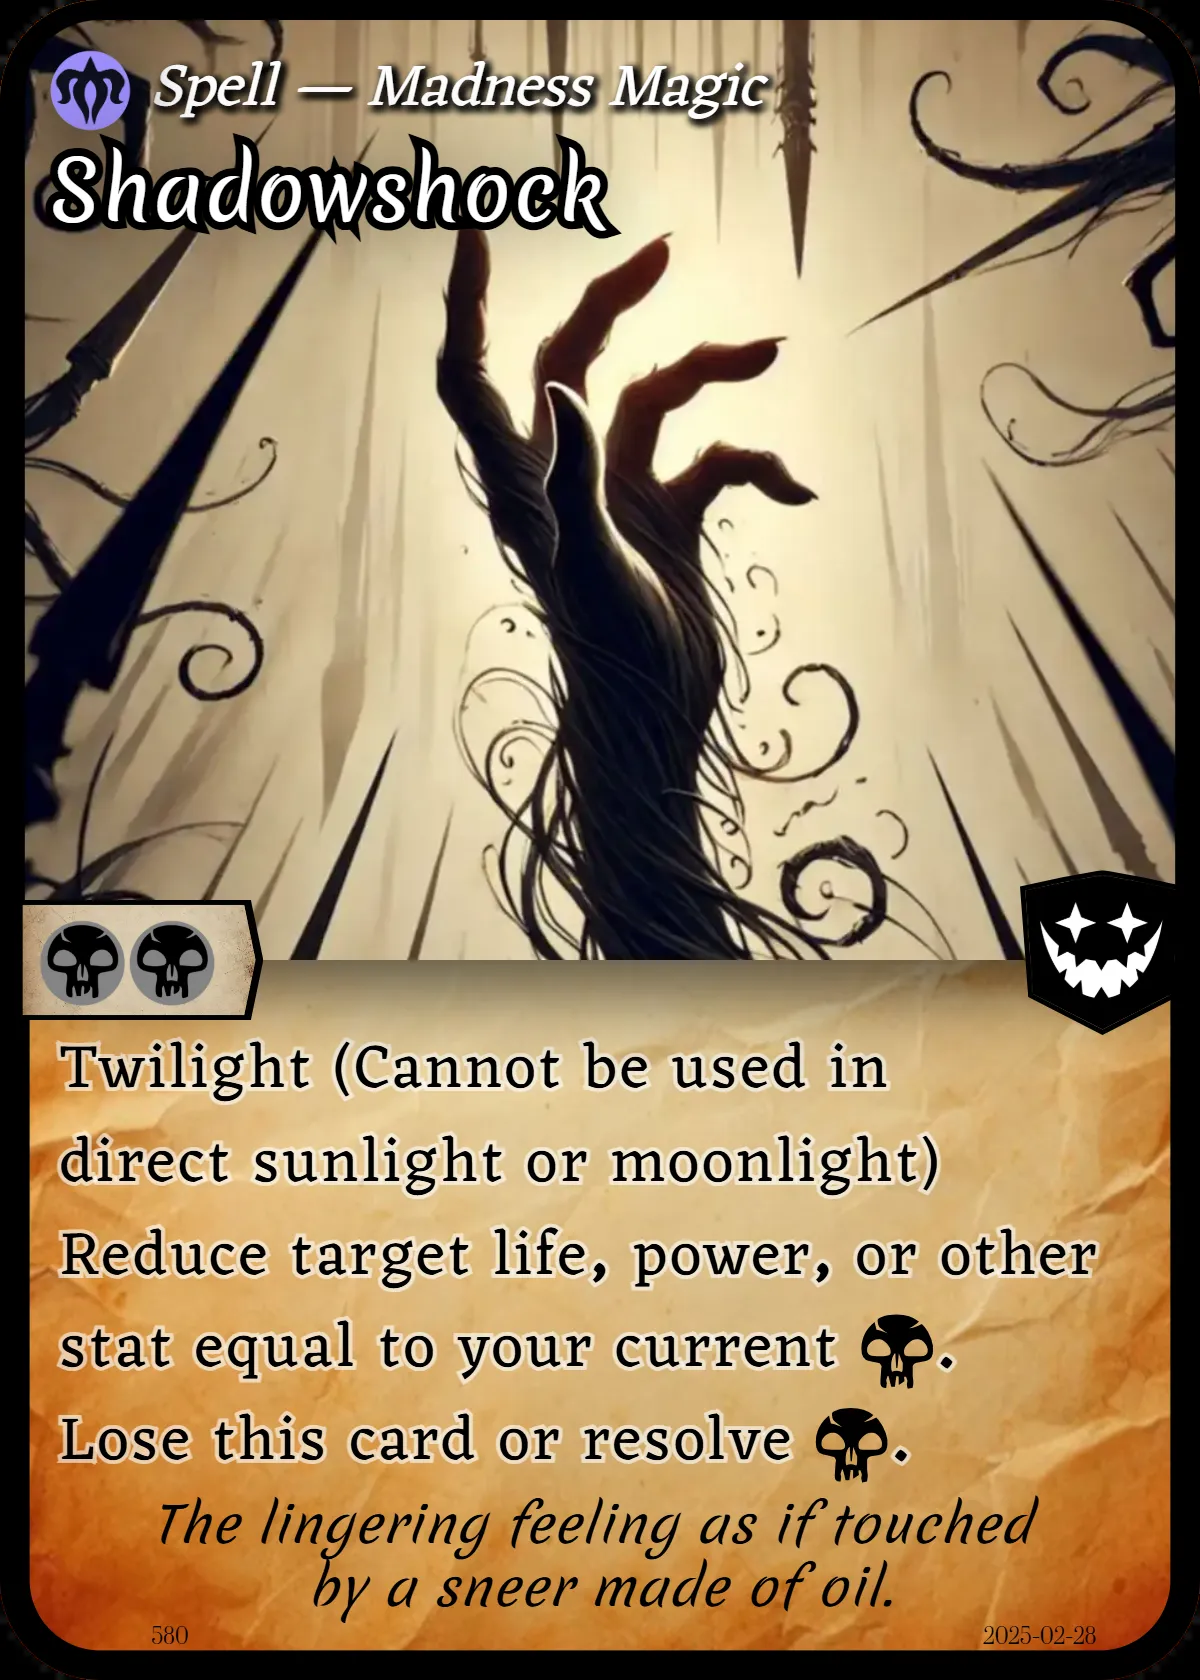 Spell — Madness Magic
Shadowshock
Twilight (Cannot be used in
direct sunlight or moonlight)
Reduce target life, power, or other
stat equal to your current .
Lose this card or resolve .
The lingering feeling as if touched
by a sneer made of oil.
580
2025-02-28